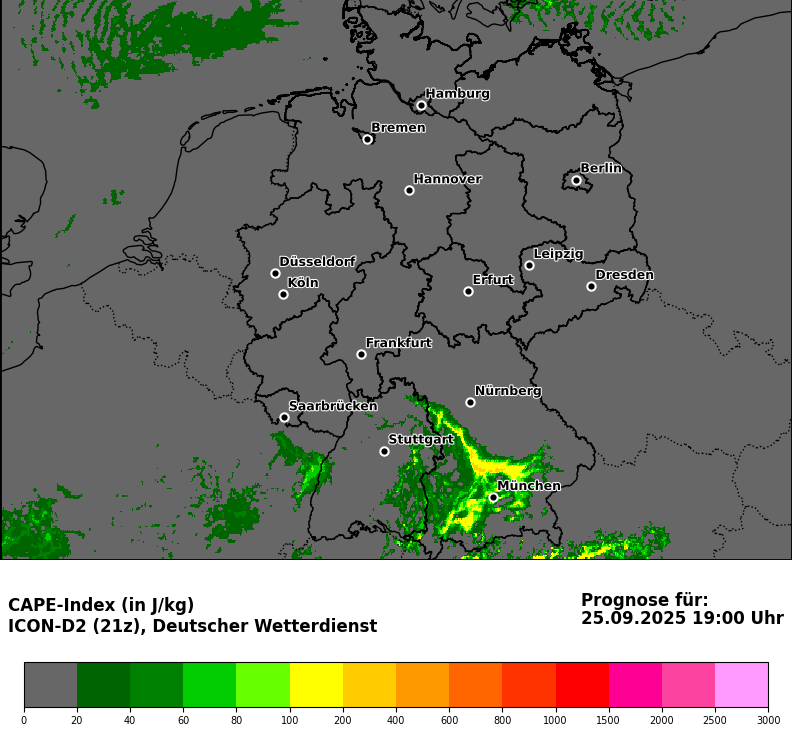 Hamburg
Bremen
Berlin
Hannover
Leipzig
Düsseldorf
Dresden
Köln
Erfurt
Frankfurt
Nürnberg
Saarbrücken
Stuttgart
München
CAPE-Index (in J/kg)
ICON-D2 (21z), Deutscher Wetterdienst
Prognose für:
25.09.2025 19:00 Uhr
0 20 40 60 80 100 200 400 600 800 1000 1500 2000 2500 3000